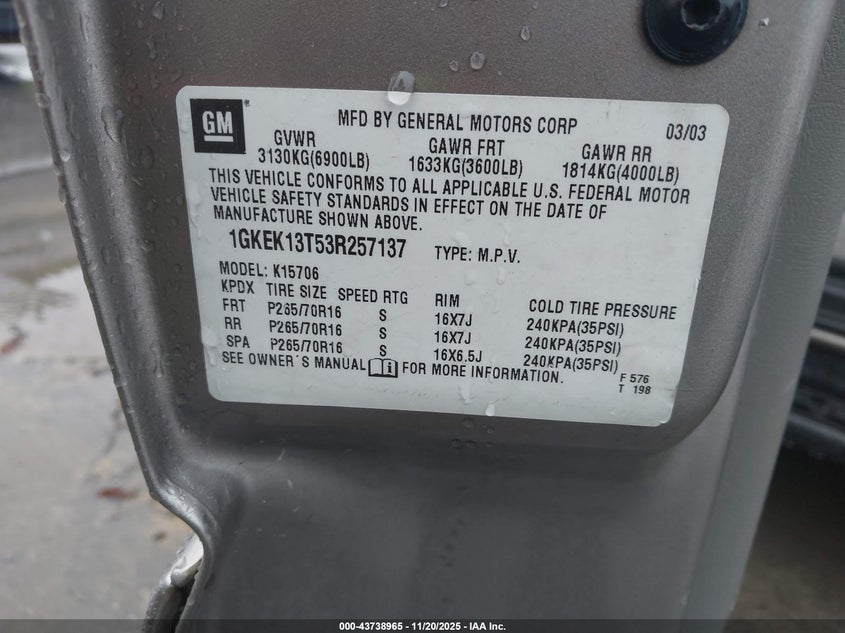 GM
MFD BY GENERAL MOTORS CORP 03/03
GVWR GAWR FRT GAWR RR
3130KG(6900LB) 1633KG(3600LB) 1814KG(4000LB)
THIS VEHICLE CONFORMS TO ALL APPLICABLE U.S. FEDERAL MOTOR
VEHICLE SAFETY STANDARDS IN EFFECT ON THE DATE OF
MANUFACTURE SHOWN ABOVE.
1GKEK13T53R257137 TYPE: M.P.V.
MODEL: K15706
KPDX TIRE SIZE SPEED RTG RIM COLD TIRE PRESSURE
FRT P265/70R16 S 16X7J 240KPA(35PSI)
RR P265/70R16 S 16X7J 240KPA(35PSI)
SPA P265/70R16 S 16X6.5J 240KPA(35PSI)
SEE OWNER'S MANUAL FOR MORE INFORMATION.
F 576
T 198
000-43738965 - 11/20/2025 - IAA Inc.